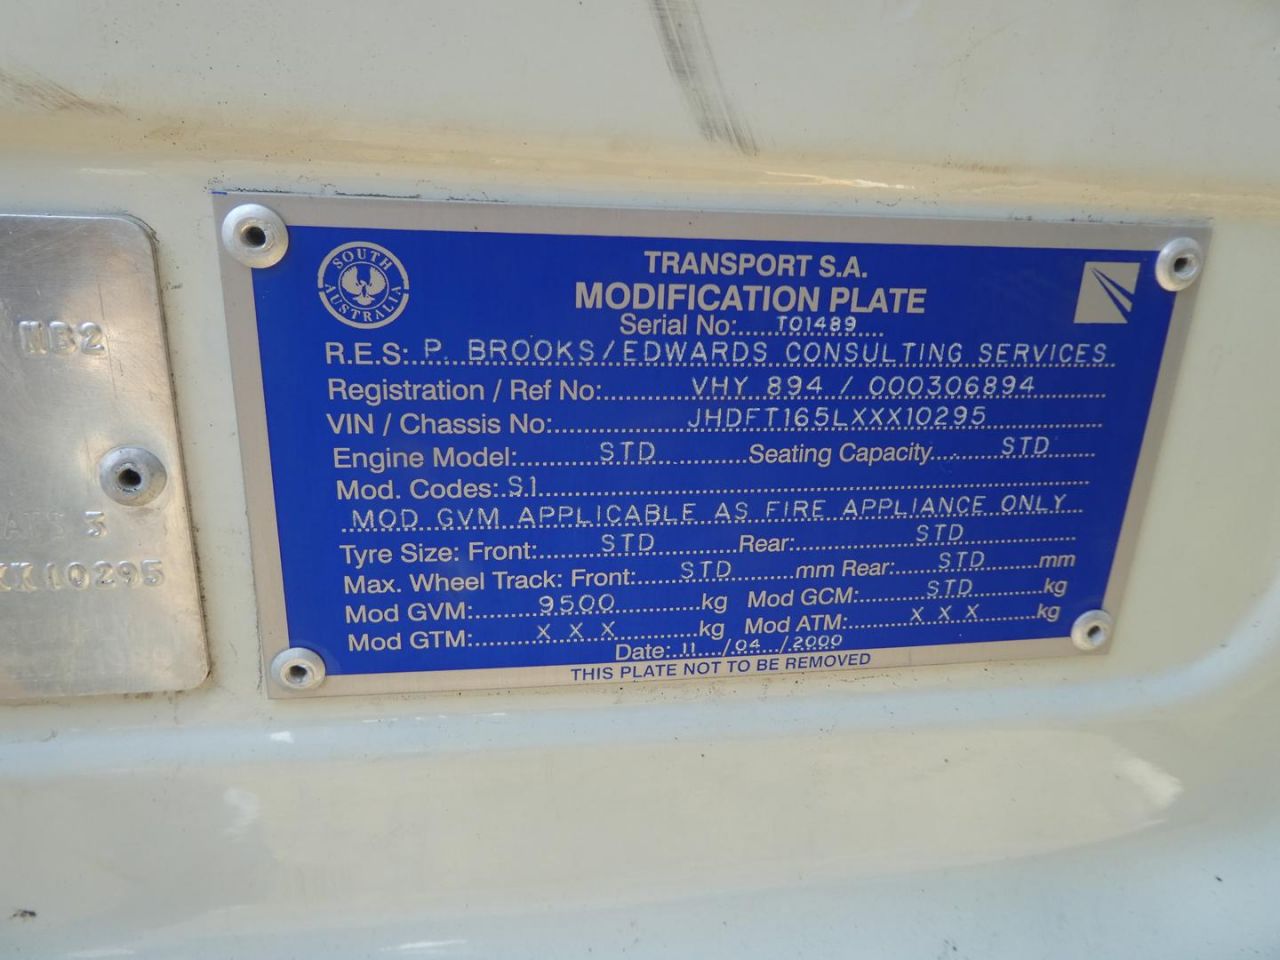 NB2
3
10295
SOUTH AUSTRALIA
TRANSPORT S.A.
MODIFICATION PLATE
Serial No: T01489
R.E.S: P. BROOKS/EDWARDS CONSULTING SERVICES
Registration / Ref No: VHY 894 / 000306894
VIN / Chassis No: JHDFT165LXXX10295
Engine Model: STD Seating Capacity STD
Mod. Codes: S1
MOD GVM APPLICABLE AS FIRE APPLIANCE ONLY
Tyre Size: Front: STD Rear: STD
Max. Wheel Track: Front: STD mm Rear: STD mm
Mod GVM: 9500 kg Mod GCM: STD kg
Mod GTM: X X X kg Mod ATM: X X X kg
Date: 11 / 04 / 2000
THIS PLATE NOT TO BE REMOVED